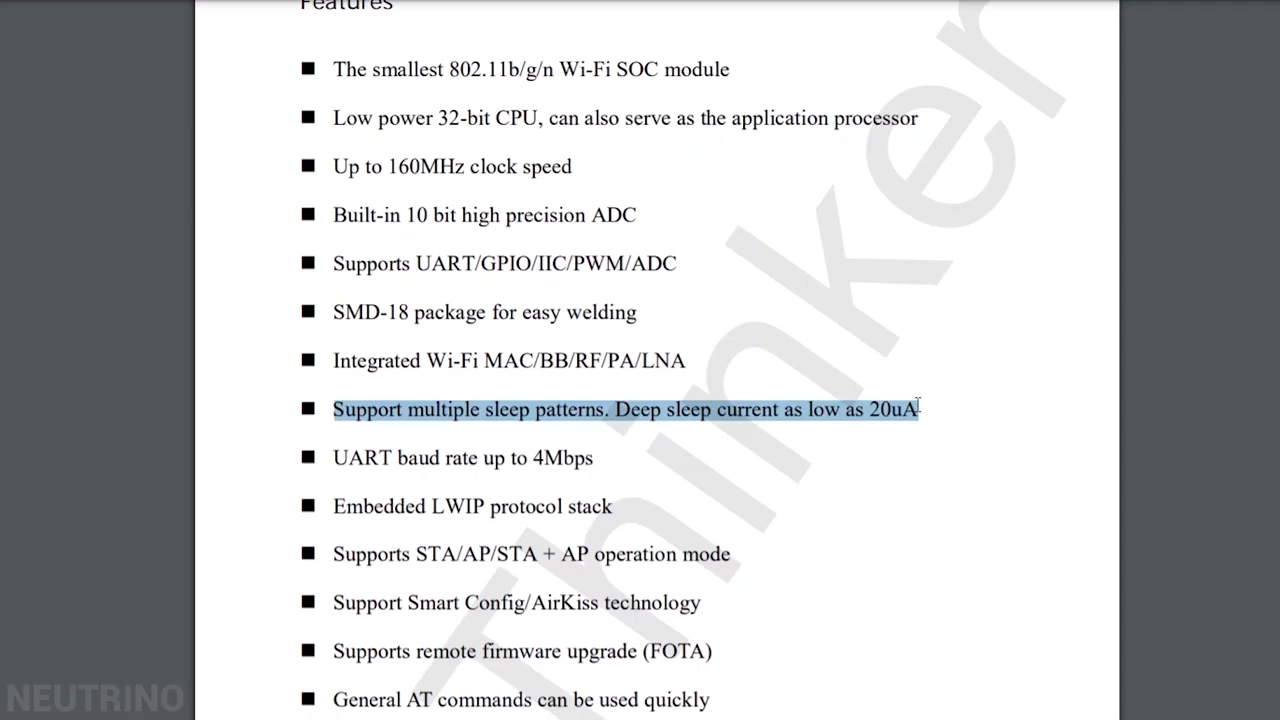 Features
The smallest 802.11b/g/n Wi-Fi SOC module
Low power 32-bit CPU, can also serve as the application processor
Up to 160MHz clock speed
Built-in 10 bit high precision ADC
Supports UART/GPIO/IIC/PWM/ADC
SMD-18 package for easy welding
Integrated Wi-Fi MAC/BB/RF/PA/LNA
Support multiple sleep patterns. Deep sleep current as low as 20uA
UART baud rate up to 4Mbps
Embedded LWIP protocol stack
Supports STA/AP/STA + AP operation mode
Support Smart Config/AirKiss technology
Supports remote firmware upgrade (FOTA)
General AT commands can be used quickly
Thinker
NEUTRINO